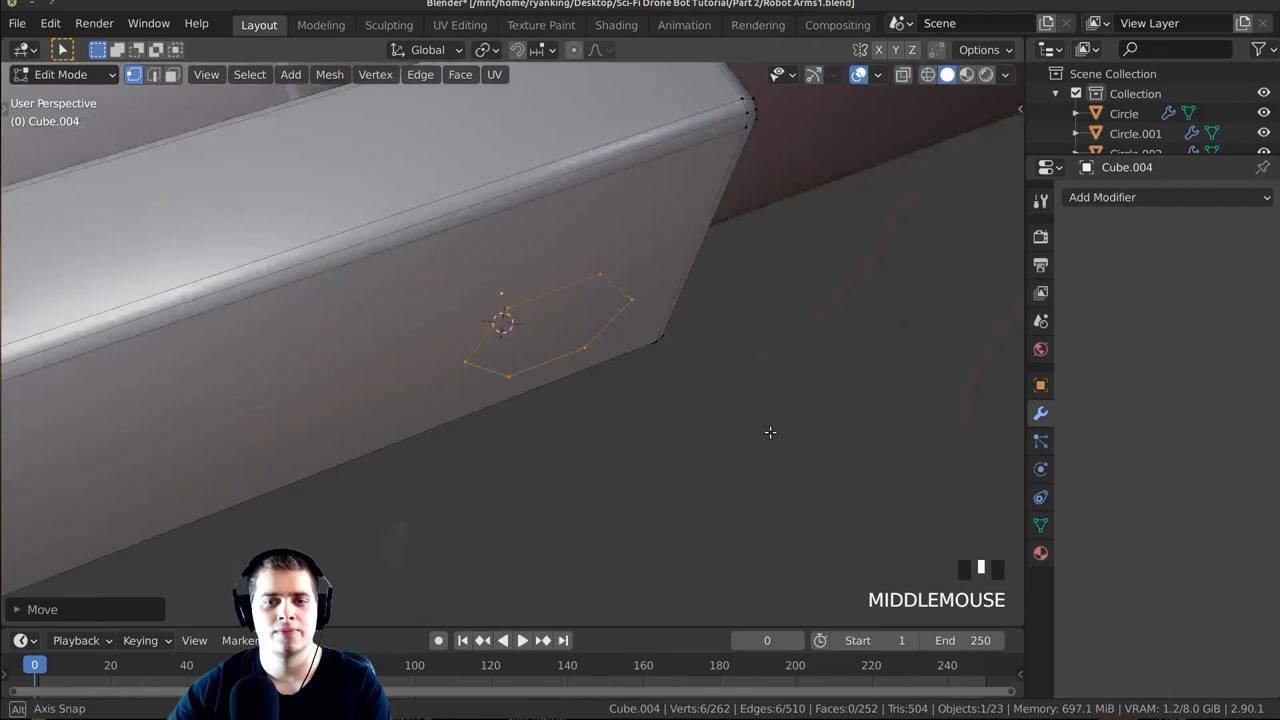 Blender* [/mnt/home/ryanking/Desktop/Sci-Fi Drone Bot Tutorial/Part 2/Robot Arms1.blend]
File Edit Render Window Help Layout Modeling Sculpting UV Editing Texture Paint Shading Animation Rendering Compositing Scene View Layer
Global X Y Z Options
Edit Mode View Select Add Mesh Vertex Edge Face UV
Scene Collection
Collection
Circle
Circle.001
User Perspective
(0) Cube.004
Cube.004
Add Modifier
MIDDLEMOUSE
Move
Playback Keying View Marker 0 Start 1 End 250
0 20 40 100 120 140 160 180 200 220 240
Alt Axis Snap
Cube.004 | Verts:6/262 | Edges:6/510 | Faces:0/252 | Tris:504 | Objects:1/23 | Memory: 697.1 MiB | VRAM: 1.2/8.0 GiB | 2.90.1